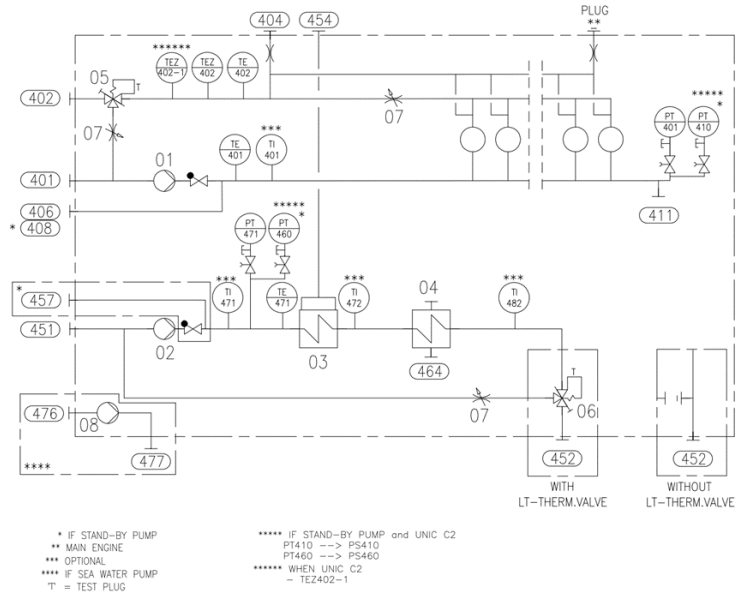 404
454
PLUG
**
******
TEZ
402-1
TEZ
402
TE
402
05
T
402
07
07
*****
*
PT
401
PT
410
***
TE
401
TI
401
01
401
406
* 408
411
*****
*
PT
471
PT
460
*
457
***
TI
471
TE
471
***
TI
472
04
***
TI
482
451
02
03
464
T
07
06
476
08
477
****
452
452
WITH
LT-THERM.VALVE
WITHOUT
LT-THERM.VALVE
* IF STAND-BY PUMP
** MAIN ENGINE
*** OPTIONAL
**** IF SEA WATER PUMP
'T' = TEST PLUG
***** IF STAND-BY PUMP and UNIC C2
PT410 --> PS410
PT460 --> PS460
****** WHEN UNIC C2
- TEZ402-1